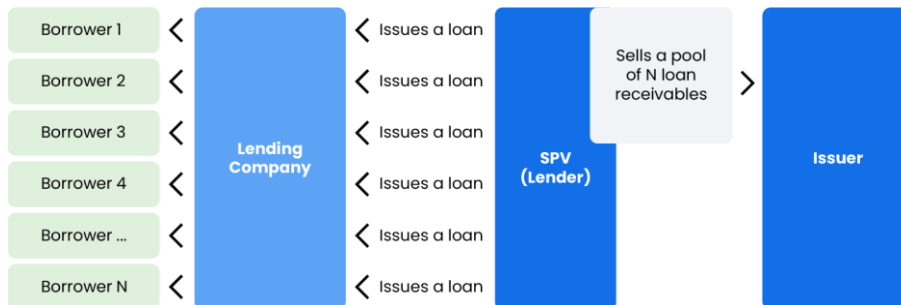 Borrower 1
Issues a loan
Borrower 2
Issues a loan
Borrower 3
Issues a loan
Borrower 4
Issues a loan
Borrower ...
Issues a loan
Borrower N
Issues a loan
Lending
Company
SPV
(Lender)
Sells a pool
of N loan
receivables
Issuer